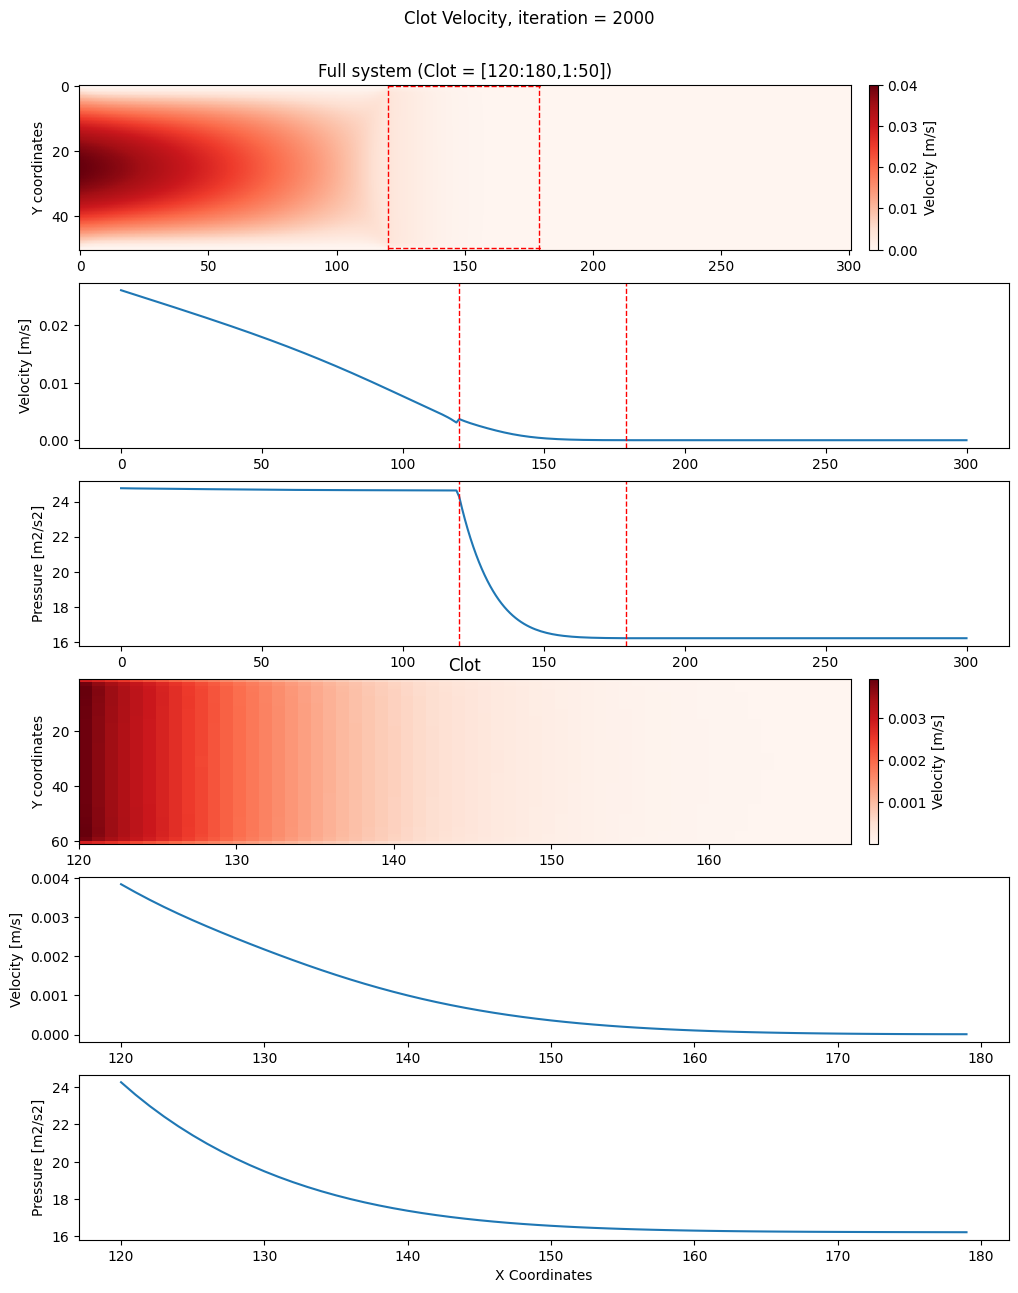 Clot Velocity, iteration = 2000
Full system (Clot = [120:180,1:50])
Y coordinates
0
20
40
0 50 100 150 200 250 300
0.04
0.03
0.02
0.01
0.00
Velocity [m/s]
Velocity [m/s]
0.02
0.01
0.00
0 50 100 150 200 250 300
Pressure [m2/s2]
24
22
20
18
16
0 50 100 150 200 250 300
Clot
Y coordinates
20
40
60
120 130 140 150 160
0.003
0.002
0.001
Velocity [m/s]
Velocity [m/s]
0.004
0.003
0.002
0.001
0.000
120 130 140 150 160 170 180
Pressure [m2/s2]
24
22
20
18
16
120 130 140 150 160 170 180
X Coordinates